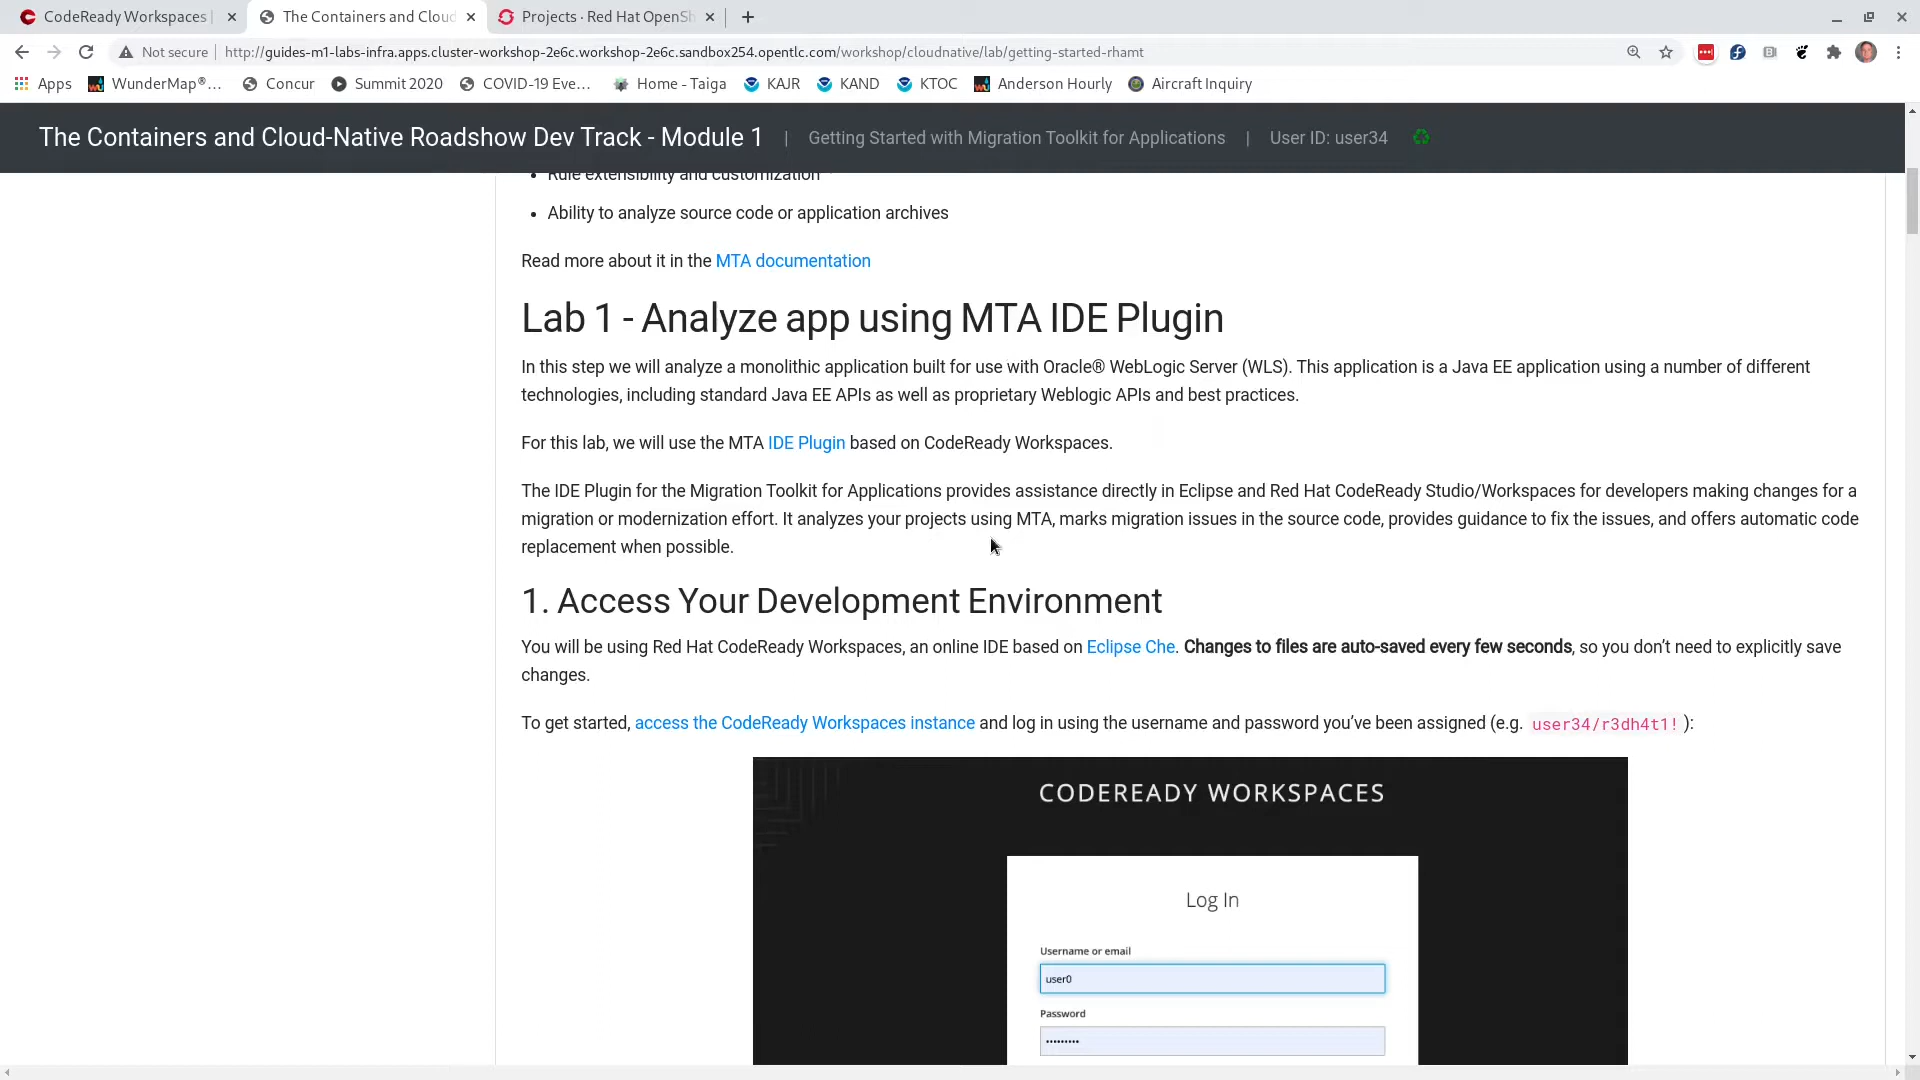 CodeReady Workspaces |
The Containers and Cloud
Projects · Red Hat OpenSh
Not secure
http://guides-m1-labs-infra.apps.cluster-workshop-2e6c.workshop-2e6c.sandbox254.opentlc.com/workshop/cloudnative/lab/getting-started-rhamt
Apps
WunderMap®...
Concur
Summit 2020
COVID-19 Eve...
Home - Taiga
KAJR
KAND
KTOC
Anderson Hourly
Aircraft Inquiry
The Containers and Cloud-Native Roadshow Dev Track - Module 1 | Getting Started with Migration Toolkit for Applications | User ID: user34
Rule extensibility and customization
Ability to analyze source code or application archives
Read more about it in the MTA documentation
Lab 1 - Analyze app using MTA IDE Plugin
In this step we will analyze a monolithic application built for use with Oracle® WebLogic Server (WLS). This application is a Java EE application using a number of different
technologies, including standard Java EE APIs as well as proprietary Weblogic APIs and best practices.
For this lab, we will use the MTA IDE Plugin based on CodeReady Workspaces.
The IDE Plugin for the Migration Toolkit for Applications provides assistance directly in Eclipse and Red Hat CodeReady Studio/Workspaces for developers making changes for a
migration or modernization effort. It analyzes your projects using MTA, marks migration issues in the source code, provides guidance to fix the issues, and offers automatic code
replacement when possible.
1. Access Your Development Environment
You will be using Red Hat CodeReady Workspaces, an online IDE based on Eclipse Che. Changes to files are auto-saved every few seconds, so you don’t need to explicitly save
changes.
To get started, access the CodeReady Workspaces instance and log in using the username and password you’ve been assigned (e.g. user34/r3dh4t1! ):
CODEREADY WORKSPACES
Log In
Username or email
user0
Password
•••••••••